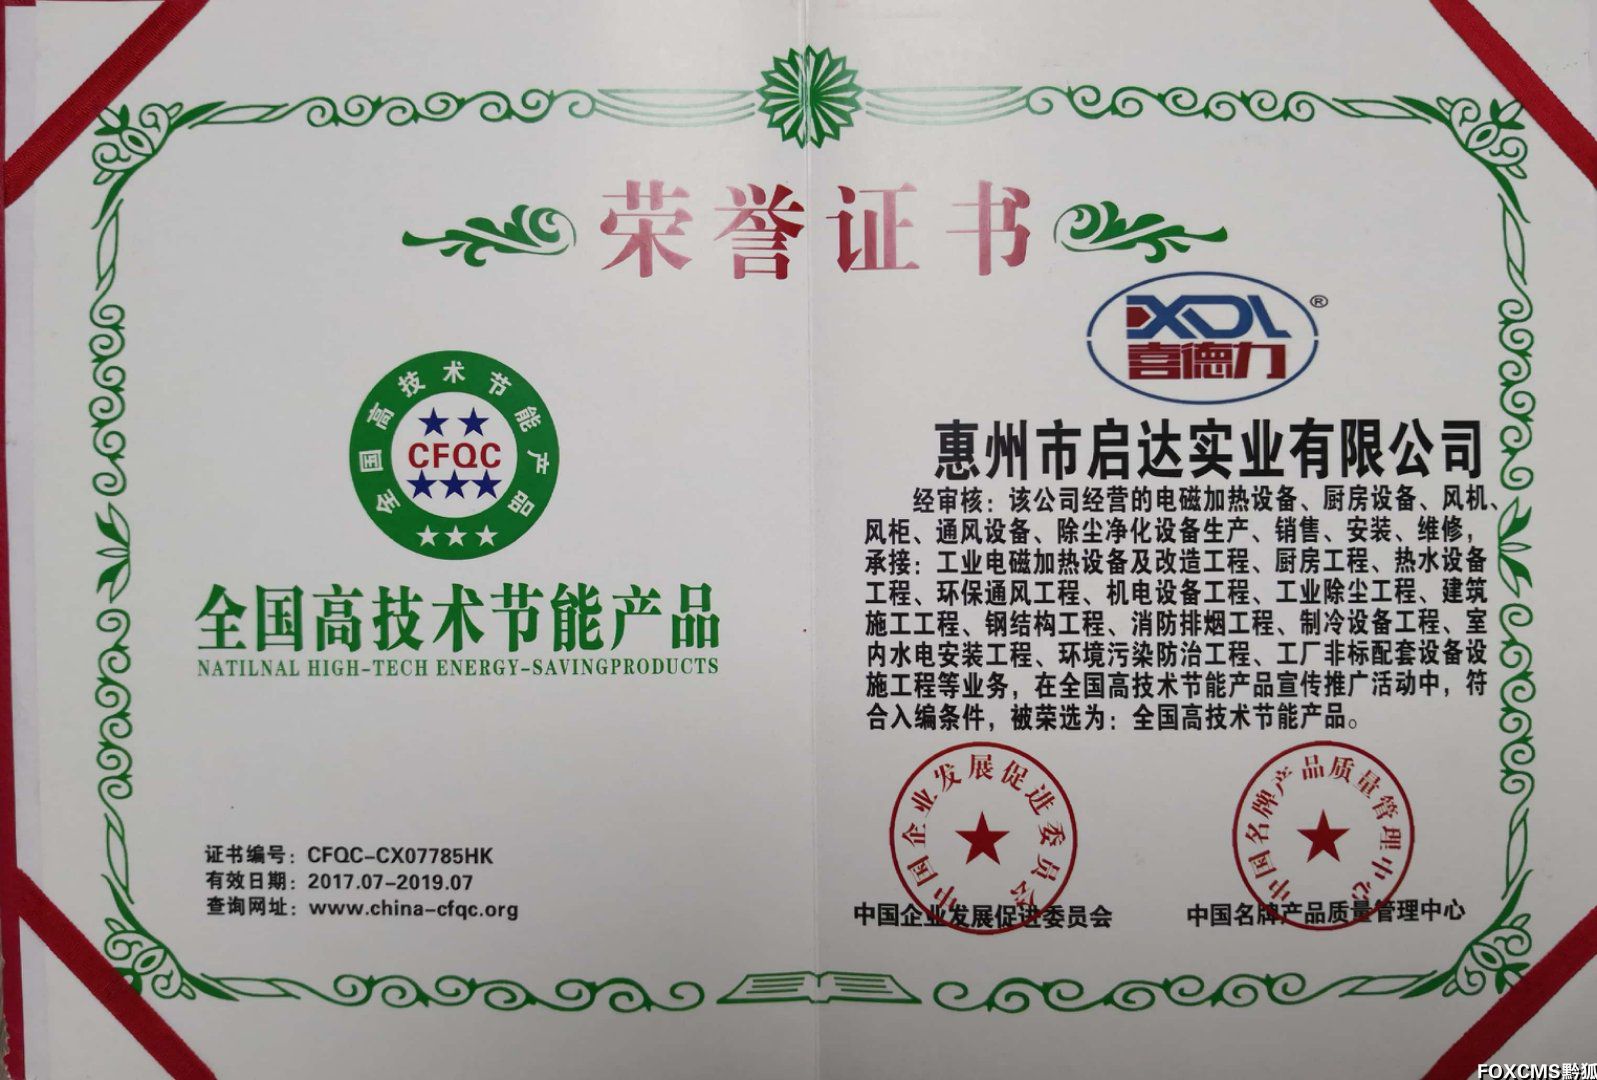 荣誉证书
XDL®
喜德力
全国高技术节能产品
CFQC
全国高技术节能产品
NATILNAL HIGH-TECH ENERGY-SAVINGPRODUCTS
证书编号：CFQC-CX07785HK
有效日期：2017.07-2019.07
查询网址：www.china-cfqc.org
惠州市启达实业有限公司
经审核：该公司经营的电磁加热设备、厨房设备、风机、
风柜、通风设备、除尘净化设备生产、销售、安装、维修，
承接：工业电磁加热设备及改造工程、厨房工程、热水设备
工程、环保通风工程、机电设备工程、工业除尘工程、建筑
施工工程、钢结构工程、消防排烟工程、制冷设备工程、室
内水电安装工程、环境污染防治工程、工厂非标配套设备设
施工程等业务，在全国高技术节能产品宣传推广活动中，符
合入编条件，被荣选为：全国高技术节能产品。
中国企业发展促进委员会
中国名牌产品质量管理中心
中国企业发展促进委员会
中国名牌产品质量管理中心
FOXCMS黔狐